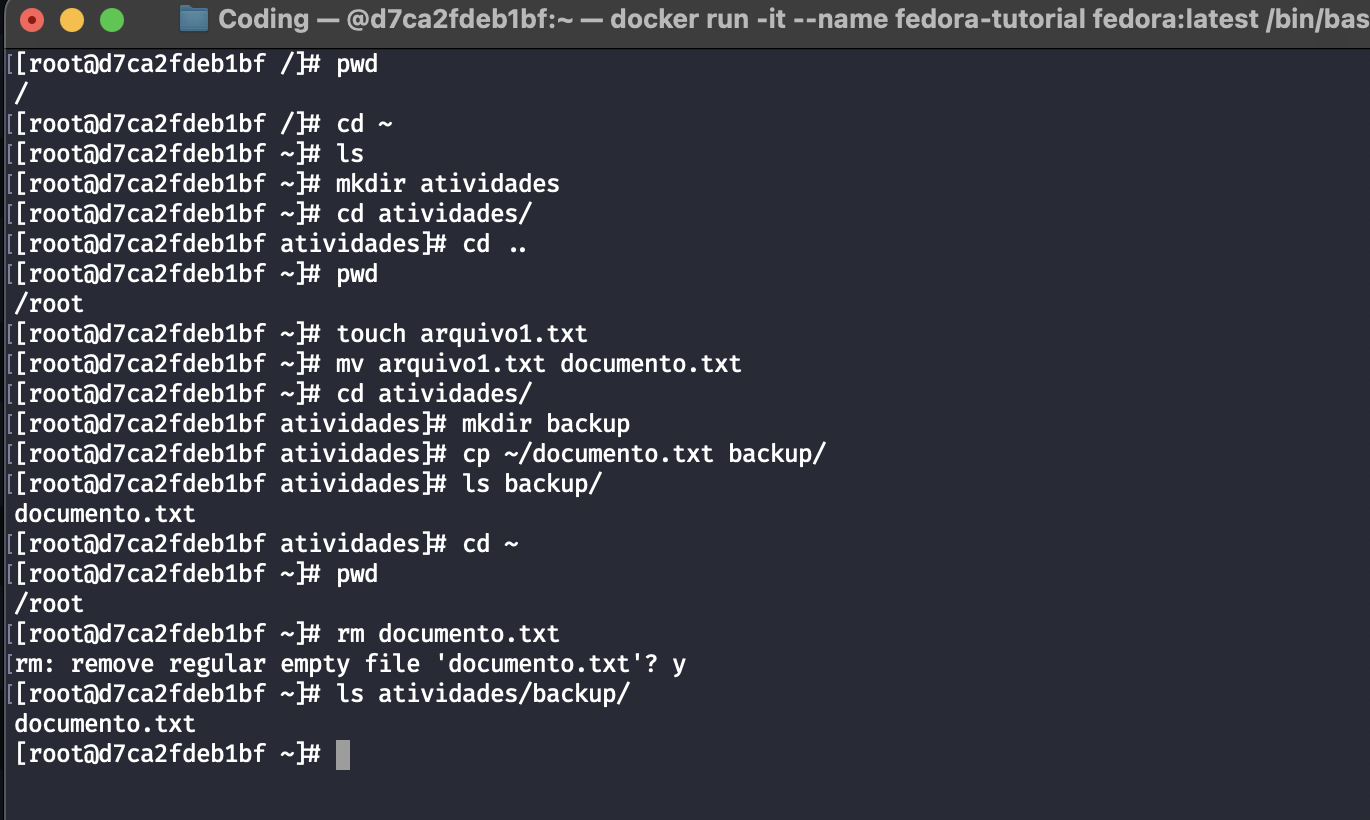 Coding — @d7ca2fdeb1bf:~ — docker run -it --name fedora-tutorial fedora:latest /bin/bas
[[root@d7ca2fdeb1bf /]# pwd
/
[[root@d7ca2fdeb1bf /]# cd ~
[[root@d7ca2fdeb1bf ~]# ls
[[root@d7ca2fdeb1bf ~]# mkdir atividades
[[root@d7ca2fdeb1bf ~]# cd atividades/
[[root@d7ca2fdeb1bf atividades]# cd ..
[[root@d7ca2fdeb1bf ~]# pwd
/root
[[root@d7ca2fdeb1bf ~]# touch arquivo1.txt
[[root@d7ca2fdeb1bf ~]# mv arquivo1.txt documento.txt
[[root@d7ca2fdeb1bf ~]# cd atividades/
[[root@d7ca2fdeb1bf atividades]# mkdir backup
[[root@d7ca2fdeb1bf atividades]# cp ~/documento.txt backup/
[[root@d7ca2fdeb1bf atividades]# ls backup/
documento.txt
[[root@d7ca2fdeb1bf atividades]# cd ~
[[root@d7ca2fdeb1bf ~]# pwd
/root
[[root@d7ca2fdeb1bf ~]# rm documento.txt
[rm: remove regular empty file 'documento.txt'? y
[[root@d7ca2fdeb1bf ~]# ls atividades/backup/
documento.txt
[root@d7ca2fdeb1bf ~]#